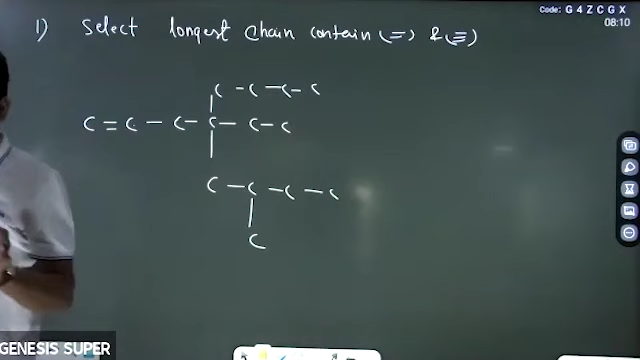 Code: G 4 Z C G X
08:10
1) Select longest Chain contain (=) & (≡)
C - C - C - C
C = C - C - C - C - C
C - C - C - C
C
GENESIS SUPER